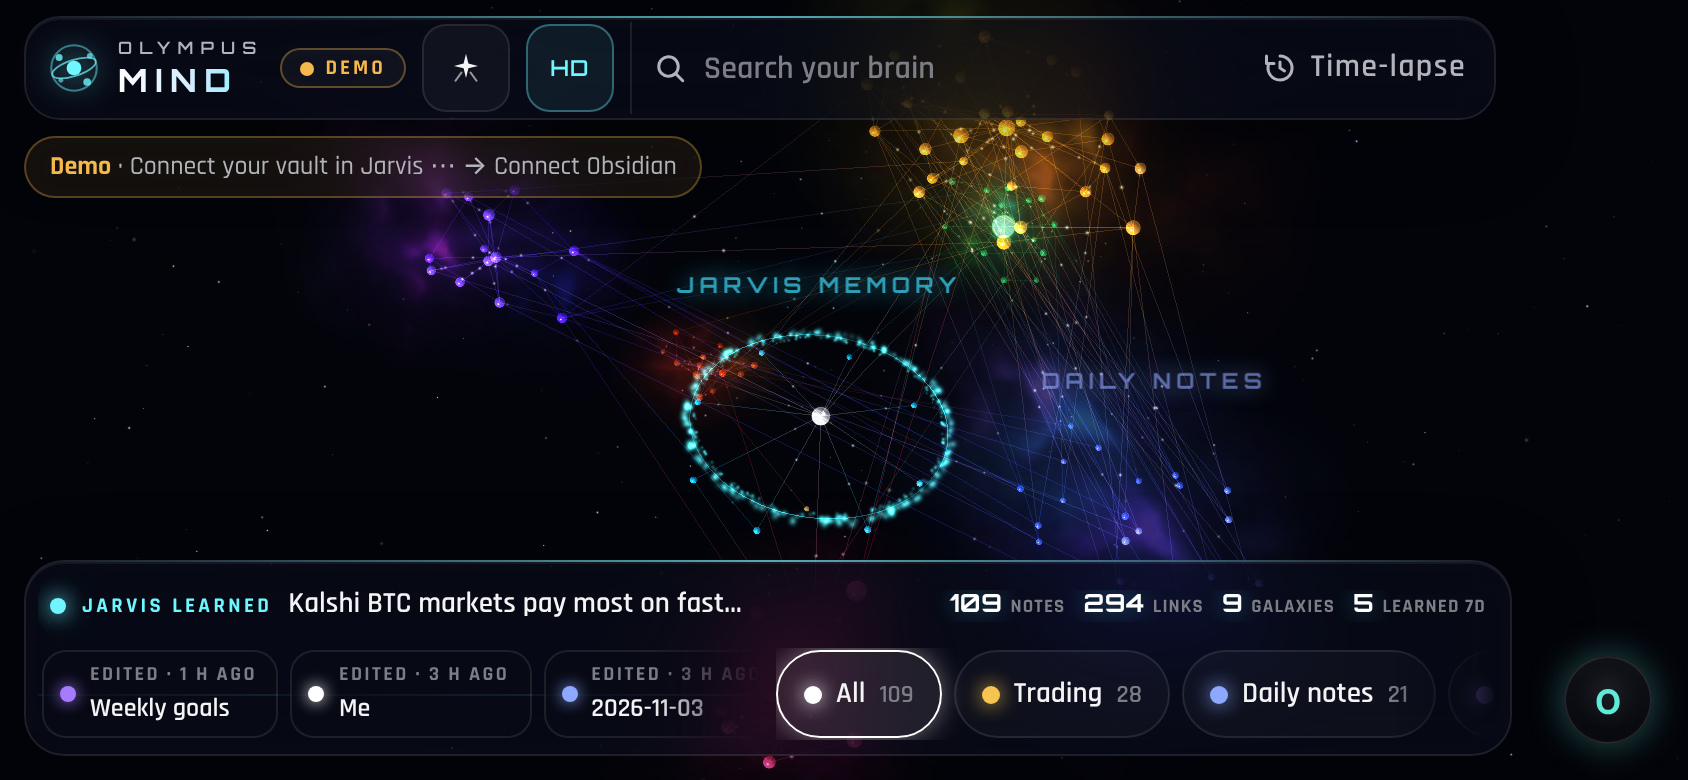 OLYMPUS
MIND
DEMO
HD
Search your brain
Time-lapse
Demo · Connect your vault in Jarvis ··· → Connect Obsidian
JARVIS MEMORY
DAILY NOTES
JARVIS LEARNED Kalshi BTC markets pay most on fast...
109 NOTES 294 LINKS 9 GALAXIES 5 LEARNED 7D
EDITED · 1 H AGO
Weekly goals
EDITED · 3 H AGO
Me
EDITED · 3 H AGO
2026-11-03
All 109
Trading 28
Daily notes 21
O